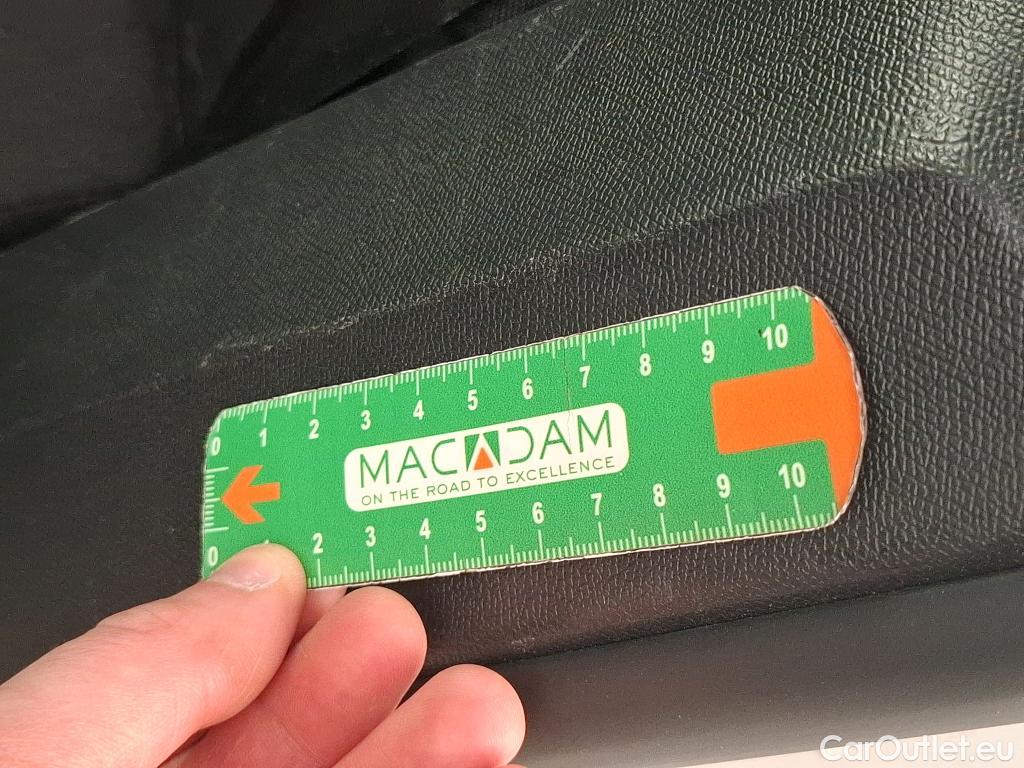 0 1 2 3 4 5 6 7 8 9 10
MACADAM
ON THE ROAD TO EXCELLENCE
0 1 2 3 4 5 6 7 8 9 10
CarOutlet.eu